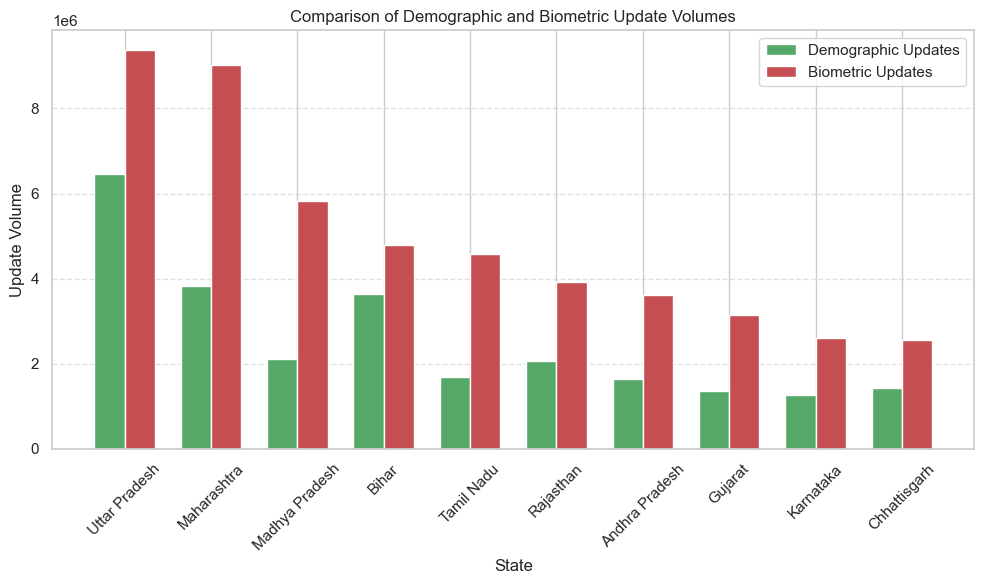 Comparison of Demographic and Biometric Update Volumes
1e6
Demographic Updates
Biometric Updates
8
6
4
2
0
Update Volume
Uttar Pradesh
Maharashtra
Madhya Pradesh
Bihar
Tamil Nadu
Rajasthan
Andhra Pradesh
Gujarat
Karnataka
Chhattisgarh
State